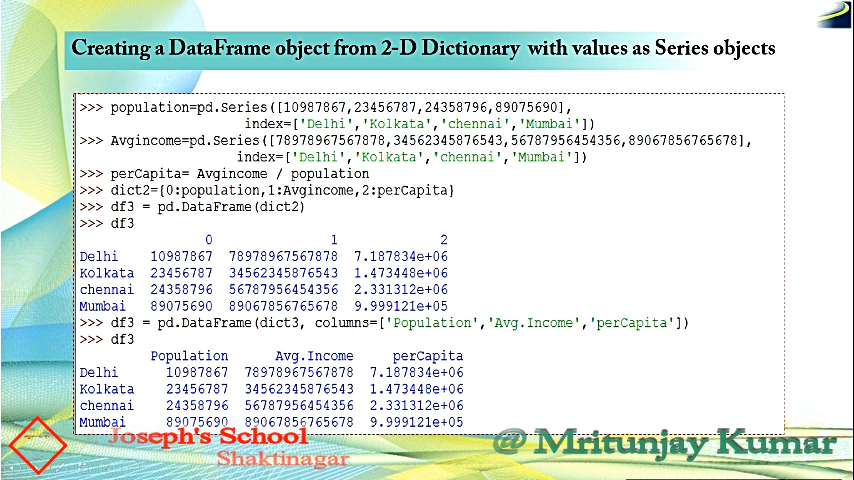 Creating a DataFrame object from 2-D Dictionary with values as Series objects
>>> population=pd.Series([10987867,23456787,24358796,89075690],
index=['Delhi','Kolkata','chennai','Mumbai'])
>>> Avgincome=pd.Series([78978967567878,34562345876543,56787956454356,89067856765678],
index=['Delhi','Kolkata','chennai','Mumbai'])
>>> perCapita= Avgincome / population
>>> dict2={0:population,1:Avgincome,2:perCapita}
>>> df3 = pd.DataFrame(dict2)
>>> df3
0 1 2
Delhi 10987867 78978967567878 7.187834e+06
Kolkata 23456787 34562345876543 1.473448e+06
chennai 24358796 56787956454356 2.331312e+06
Mumbai 89075690 89067856765678 9.999121e+05
>>> df3 = pd.DataFrame(dict3, columns=['Population','Avg.Income','perCapita'])
>>> df3
Population Avg.Income perCapita
Delhi 10987867 78978967567878 7.187834e+06
Kolkata 23456787 34562345876543 1.473448e+06
chennai 24358796 56787956454356 2.331312e+06
Mumbai 89075690 89067856765678 9.999121e+05
Joseph's School
Shaktinagar
@ Mritunjay Kumar